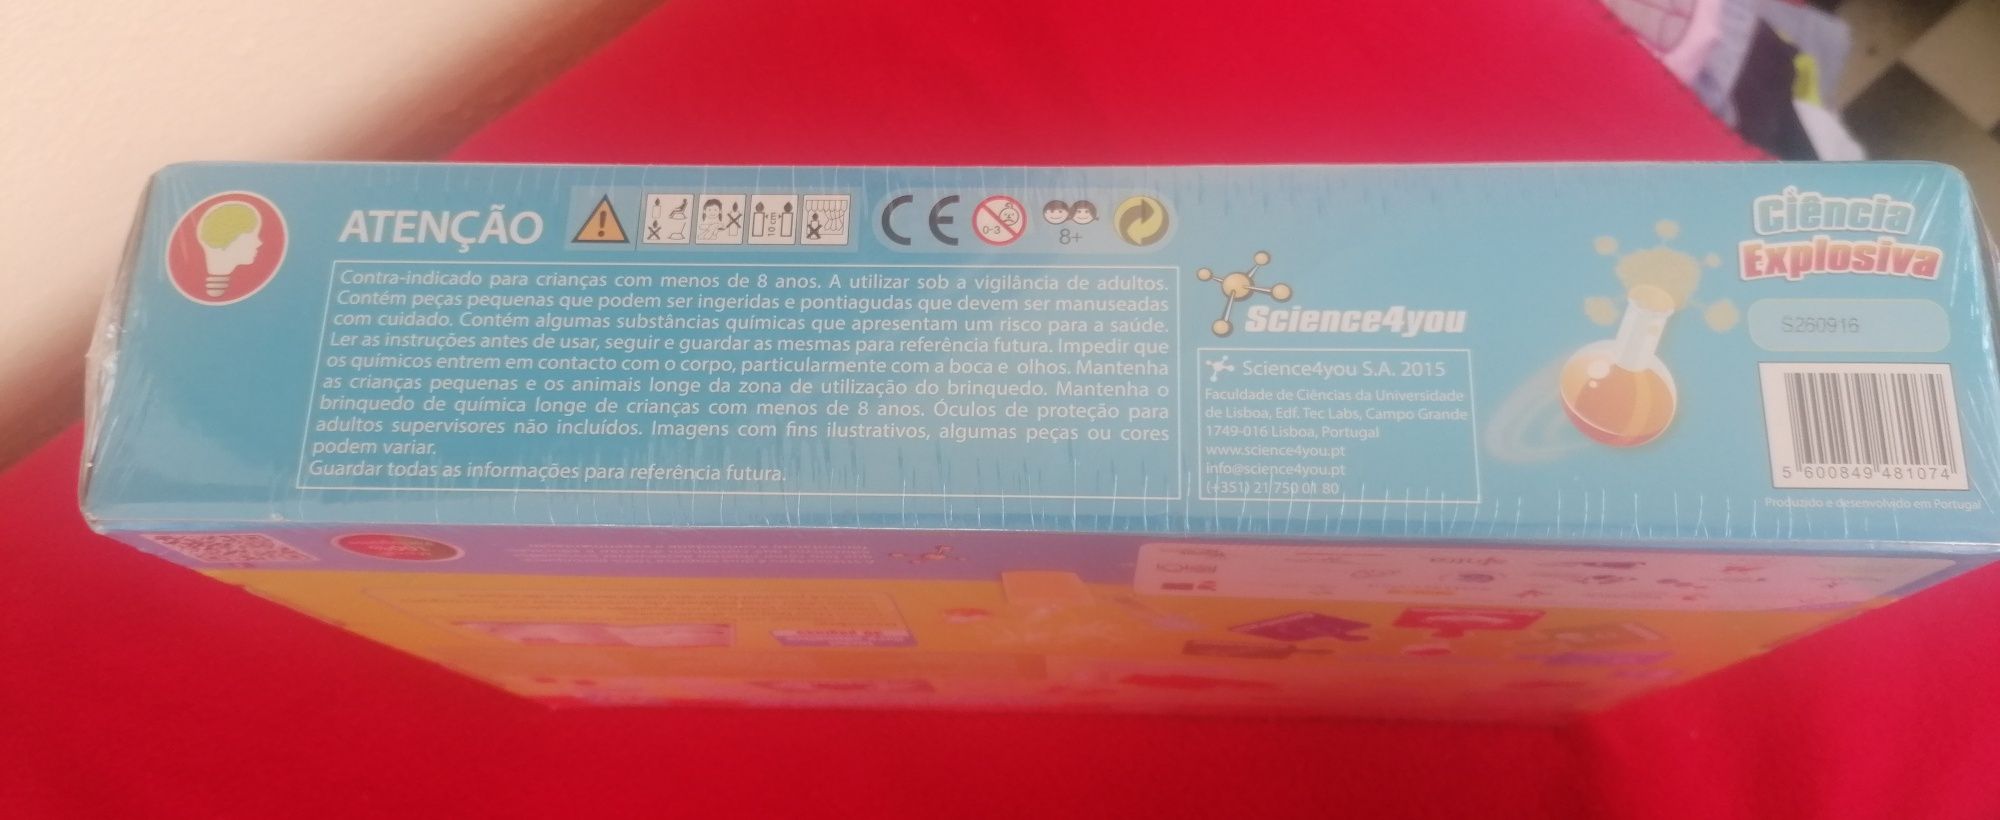 ATENÇÃO
CE
0-3
8+
10 cm
Contra-indicado para crianças com menos de 8 anos. A utilizar sob a vigilância de adultos.
Contém peças pequenas que podem ser ingeridas e pontiagudas que devem ser manuseadas
com cuidado. Contém algumas substâncias químicas que apresentam um risco para a saúde.
Ler as instruções antes de usar, seguir e guardar as mesmas para referência futura. Impedir que
os químicos entrem em contacto com o corpo, particularmente com a boca e olhos. Mantenha
as crianças pequenas e os animais longe da zona de utilização do brinquedo. Mantenha o
brinquedo de química longe de crianças com menos de 8 anos. Óculos de proteção para
adultos supervisores não incluídos. Imagens com fins ilustrativos, algumas peças ou cores
podem variar.
Guardar todas as informações para referência futura.
Science4you
Science4you S.A. 2015
Faculdade de Ciências da Universidade
de Lisboa, Edf. Tec Labs, Campo Grande
1749-016 Lisboa, Portugal
www.science4you.pt
info@science4you.pt
(+351) 21 750 01 80
Ciência
Explosiva
S260916
5 600849 481074
Produzido e desenvolvido em Portugal